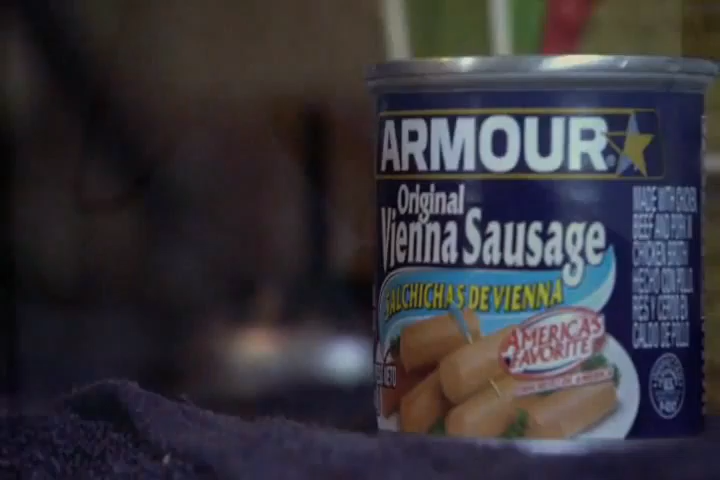 ARMOUR
Original
Vienna Sausage
SALCHICHAS DE VIENNA
AMERICA'S
FAVORITE
MADE WITH CHICKEN
BEEF AND PORK IN
CHICKEN BROTH
HECHO CON POLLO
RES Y CERDO EN
CALDO DE POLLO